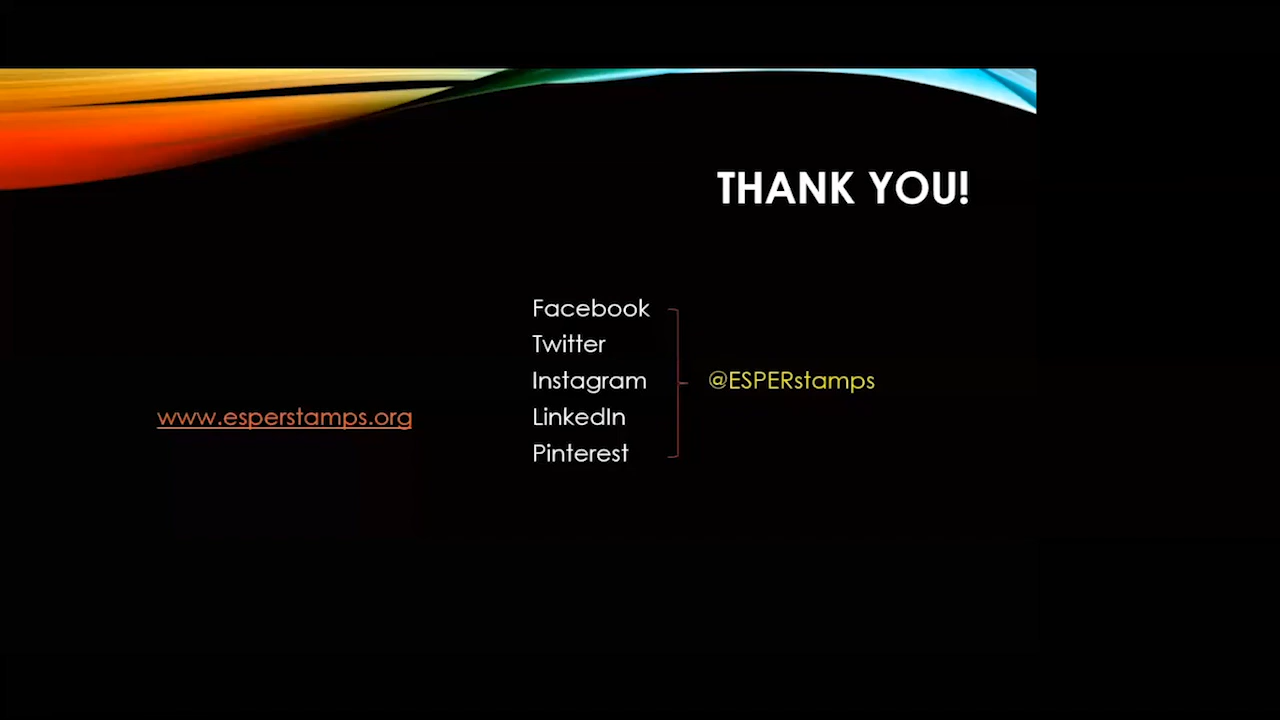 THANK YOU!
www.esperstamps.org
Facebook
Twitter
Instagram
LinkedIn
Pinterest
@ESPERstamps